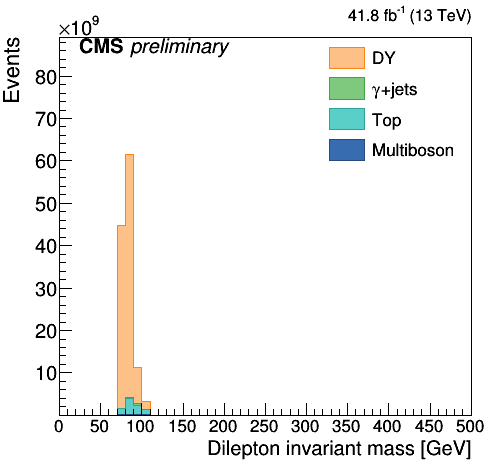 41.8 fb⁻¹ (13 TeV)
×10⁹
CMS preliminary
Events
DY
γ+jets
Top
Multiboson
80
70
60
50
40
30
20
10
0 50 100 150 200 250 300 350 400 450 500
Dilepton invariant mass [GeV]